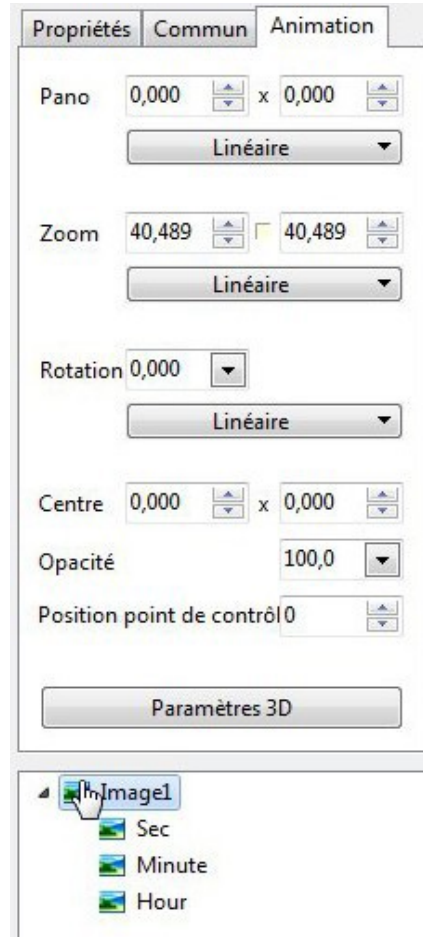 Propriétés Commun Animation
Pano 0,000 x 0,000
Linéaire
Zoom 40,489 40,489
Linéaire
Rotation 0,000
Linéaire
Centre 0,000 x 0,000
Opacité 100,0
Position point de contrôl 0
Paramètres 3D
Image1
Sec
Minute
Hour